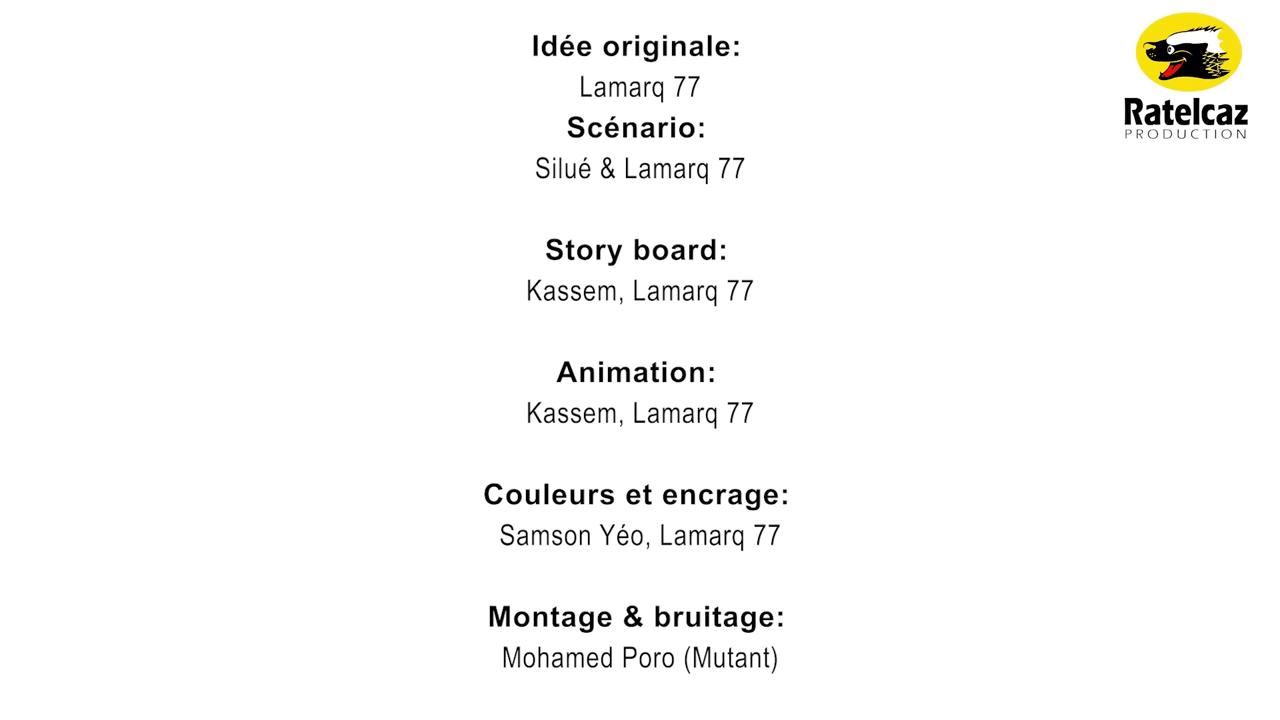 Idée originale:
Lamarq 77
Scénario:
Silué & Lamarq 77
Story board:
Kassem, Lamarq 77
Animation:
Kassem, Lamarq 77
Couleurs et encrage:
Samson Yéo, Lamarq 77
Montage & bruitage:
Mohamed Poro (Mutant)
Ratelcaz
PRODUCTION